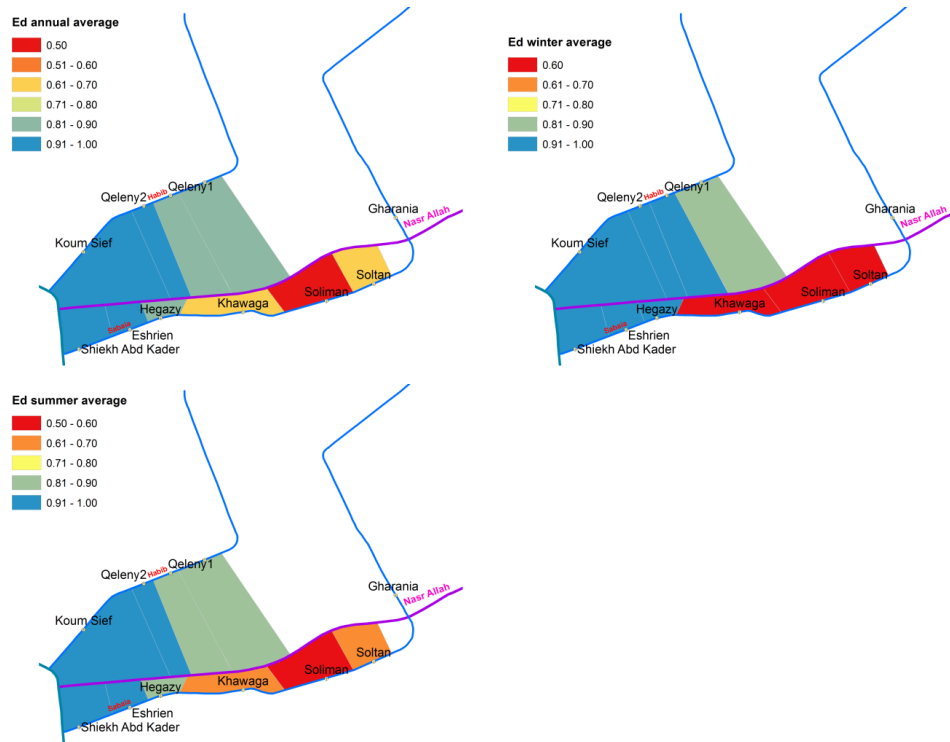 Ed annual average
0.50
0.51 - 0.60
0.61 - 0.70
0.71 - 0.80
0.81 - 0.90
0.91 - 1.00
Qeleny2
Habib
Qeleny1
Koum Sief
Gharania
Nasr Allah
Soltan
Soliman
Khawaga
Hegazy
Sabaia
Eshrien
Shiekh Abd Kader
Ed winter average
0.60
0.61 - 0.70
0.71 - 0.80
0.81 - 0.90
0.91 - 1.00
Qeleny2
Habib
Qeleny1
Koum Sief
Gharania
Nasr Allah
Soltan
Soliman
Khawaga
Hegazy
Sabaia
Eshrien
Shiekh Abd Kader
Ed summer average
0.50 - 0.60
0.61 - 0.70
0.71 - 0.80
0.81 - 0.90
0.91 - 1.00
Qeleny2
Habib
Qeleny1
Koum Sief
Gharania
Nasr Allah
Soltan
Soliman
Khawaga
Hegazy
Sabaia
Eshrien
Shiekh Abd Kader